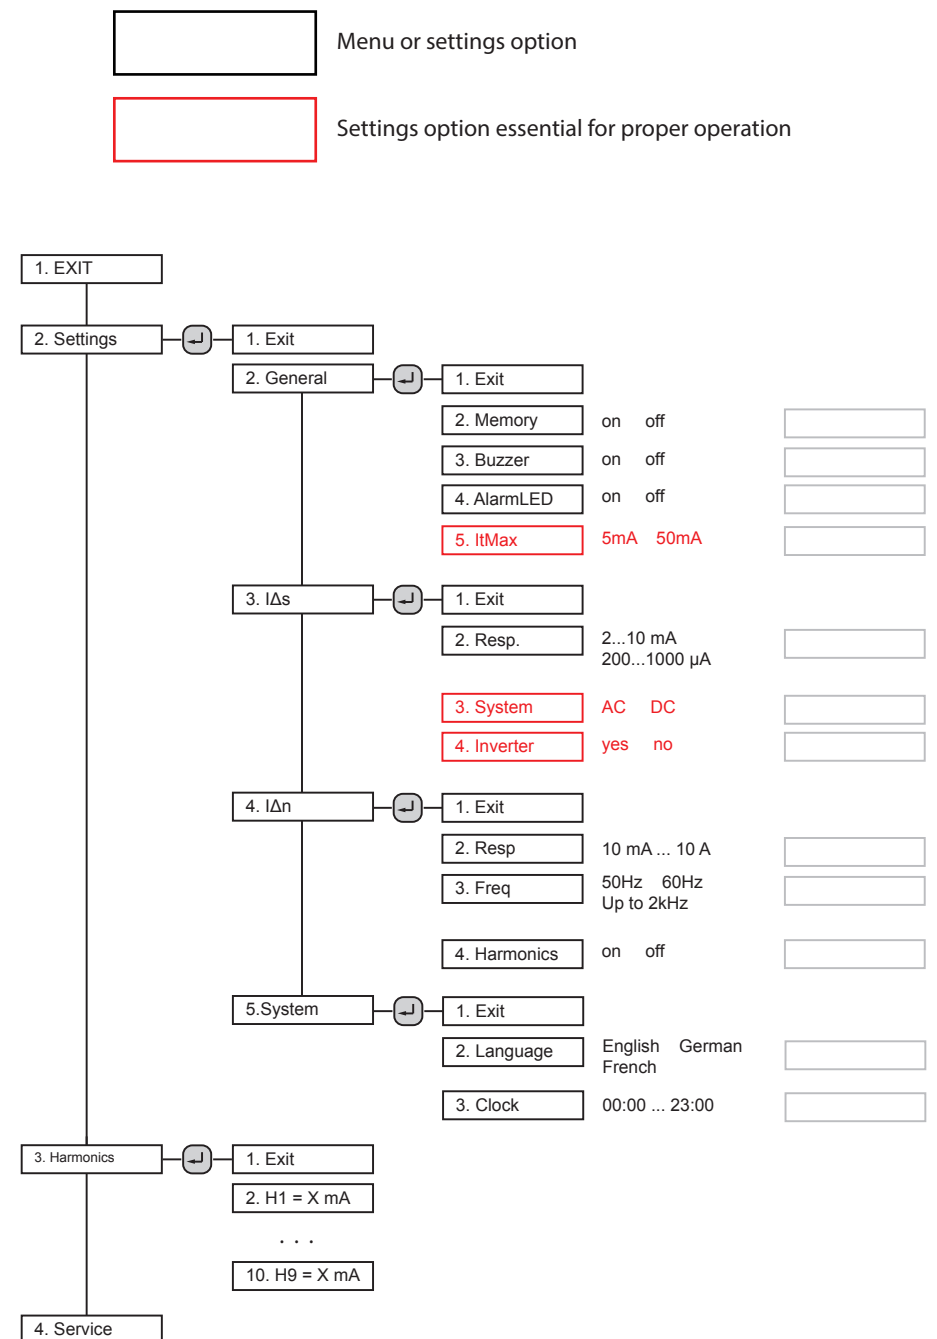 Menu or settings option
Settings option essential for proper operation
1. EXIT
2. Settings
1. Exit
2. General
1. Exit
2. Memory on off
3. Buzzer on off
4. AlarmLED on off
5. ItMax 5mA 50mA
3. I∆s
1. Exit
2. Resp. 2...10 mA
200...1000 µA
3. System AC DC
4. Inverter yes no
4. I∆n
1. Exit
2. Resp 10 mA ... 10 A
3. Freq 50Hz 60Hz
Up to 2kHz
4. Harmonics on off
5.System
1. Exit
2. Language English German
French
3. Clock 00:00 ... 23:00
3. Harmonics
1. Exit
2. H1 = X mA
. . .
10. H9 = X mA
4. Service